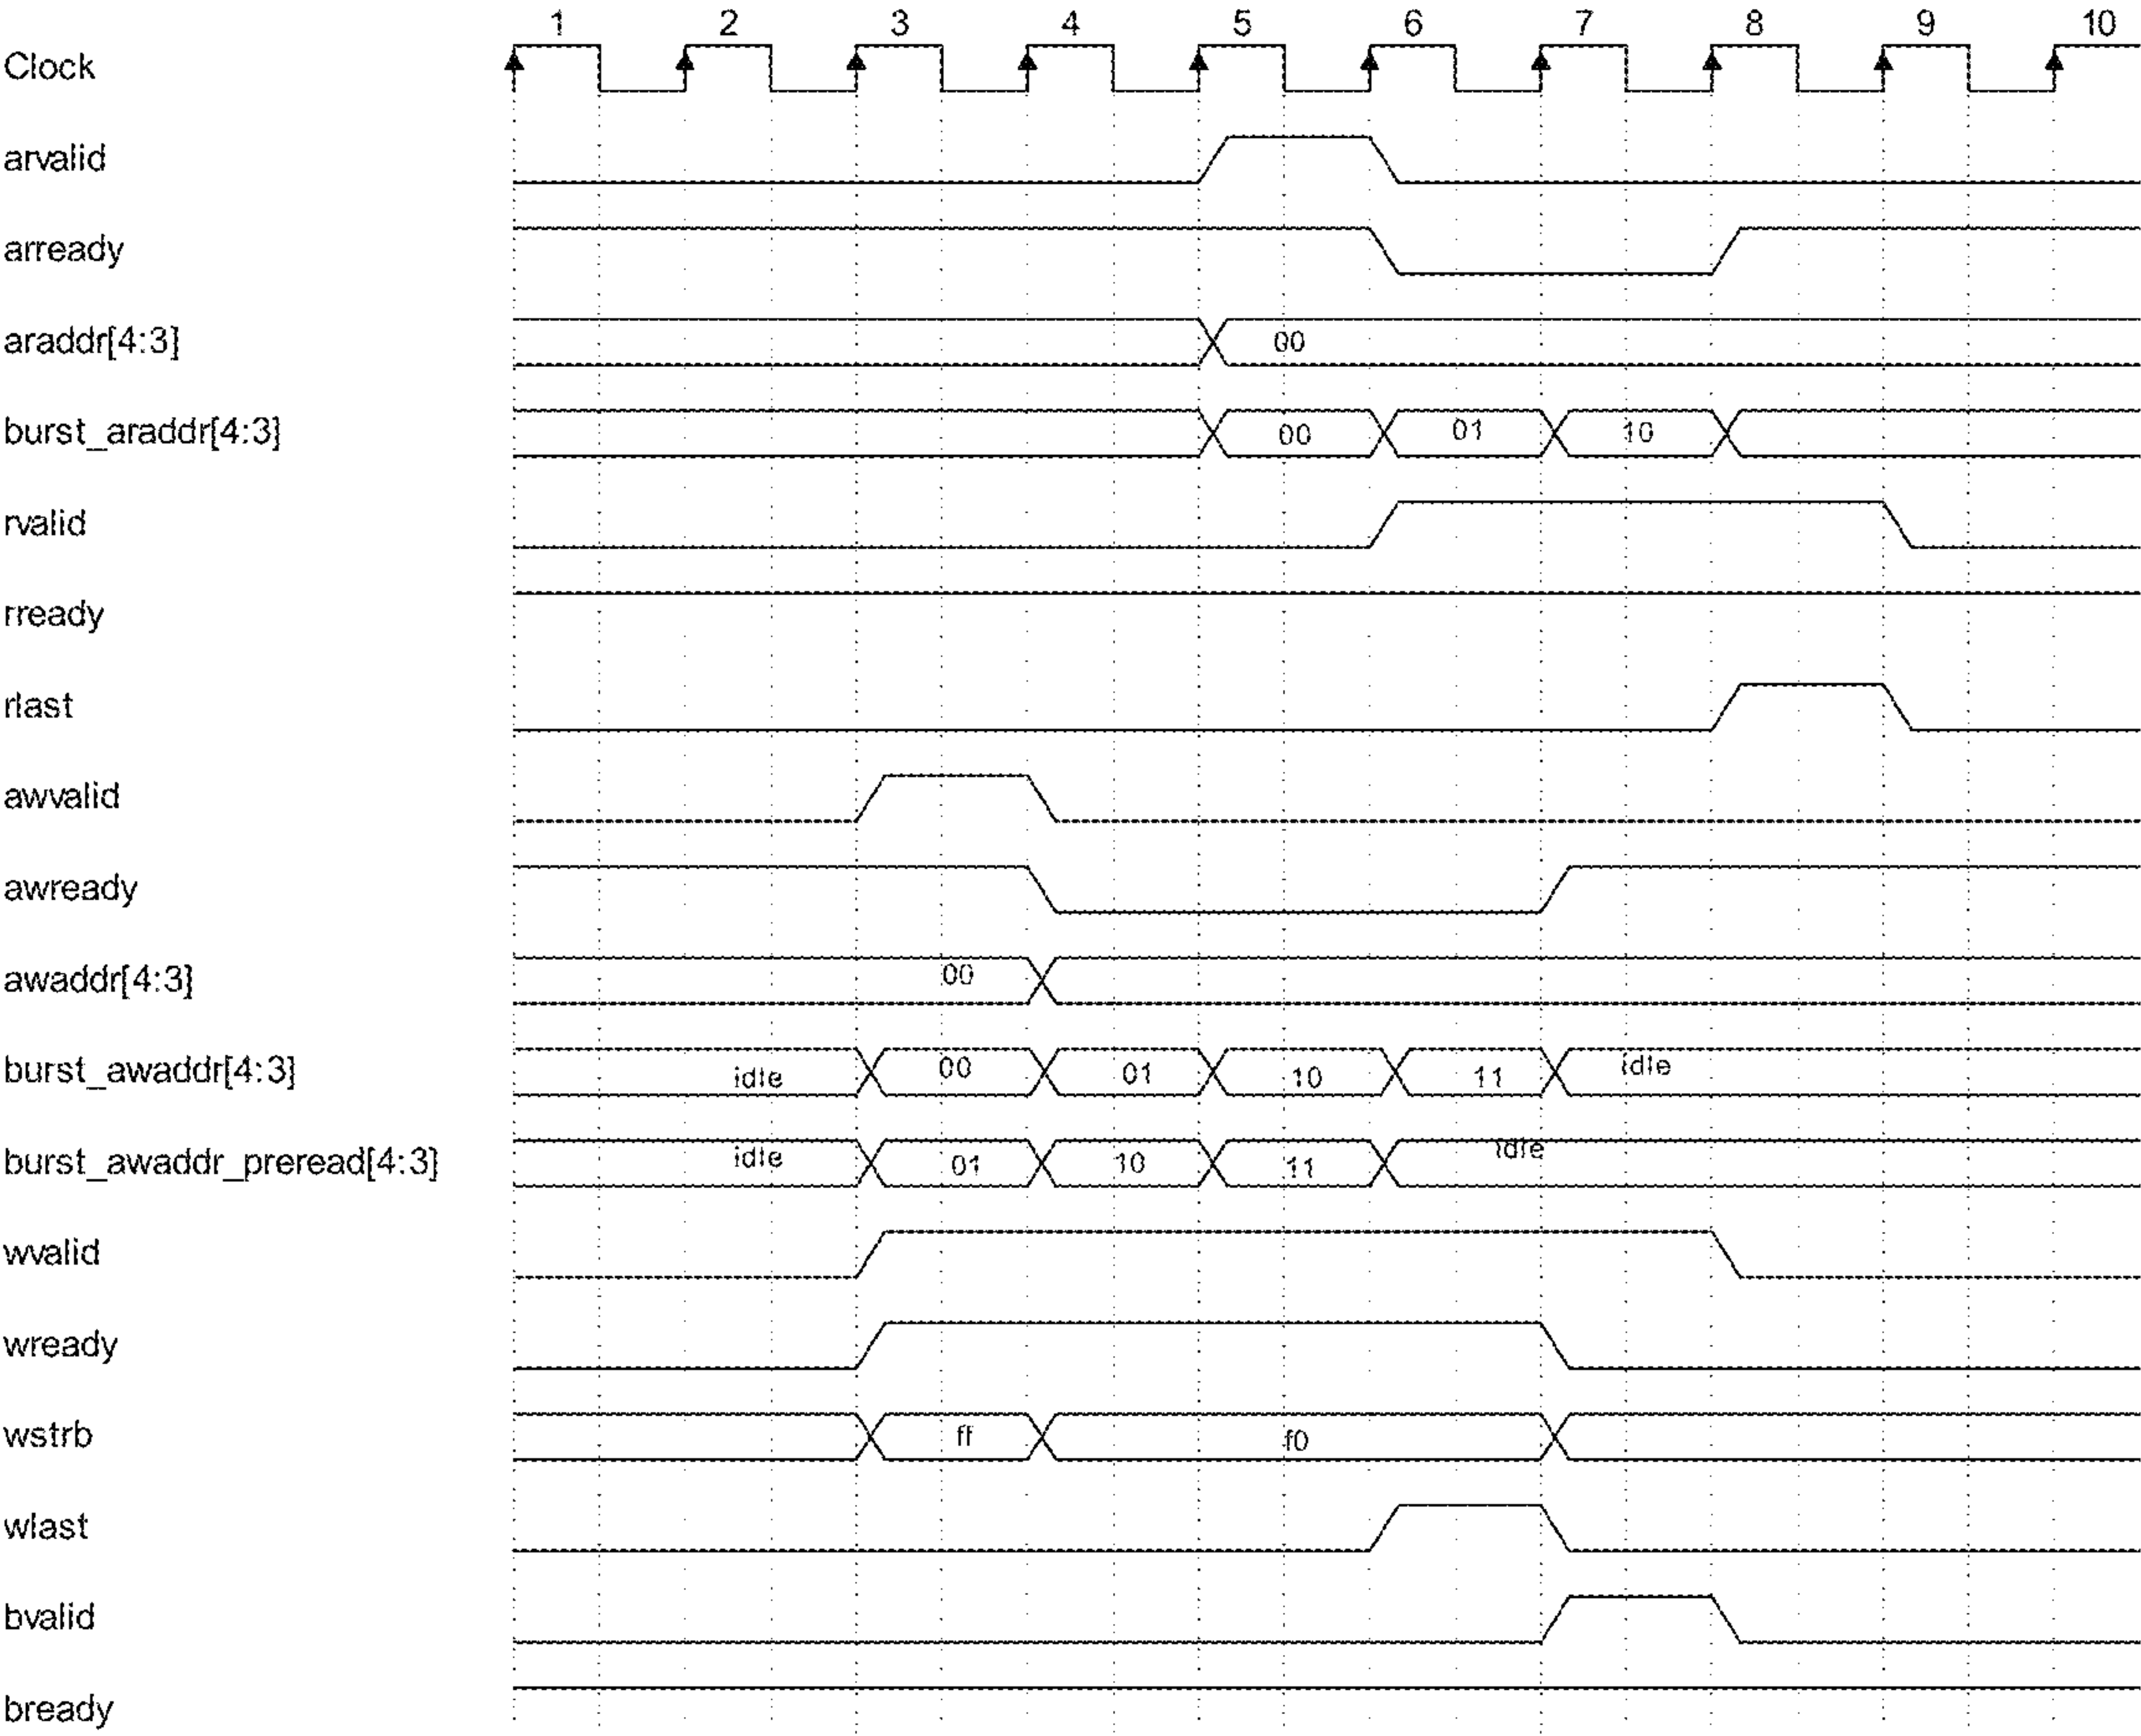 1 2 3 4 5 6 7 8 9 10
Clock
arvalid
arready
araddr[4:3] 00
burst_araddr[4:3] 00 01 10
rvalid
rready
rlast
awvalid
awready
awaddr[4:3] 00
burst_awaddr[4:3] idle 00 01 10 11 idle
burst_awaddr_preread[4:3] idle 01 10 11 idle
wvalid
wready
wstrb ff f0
wlast
bvalid
bready